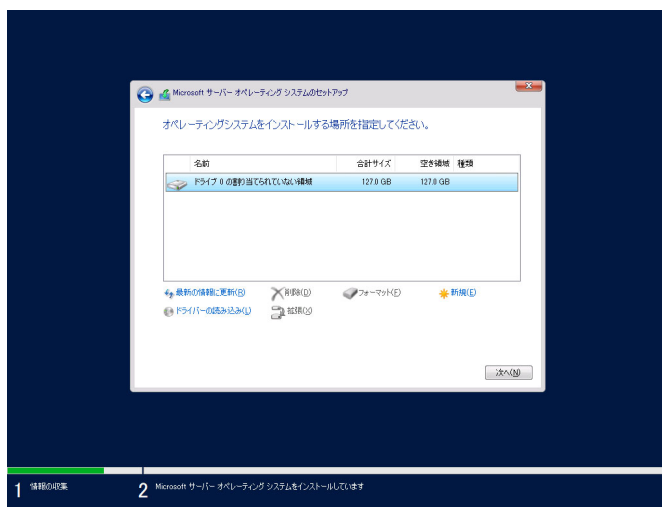 Microsoft サーバー オペレーティング システムのセットアップ
オペレーティングシステムをインストールする場所を指定してください。
名前 合計サイズ 空き領域 種類
ドライブ 0 の割り当てられていない領域 127.0 GB 127.0 GB
最新の情報に更新(R) 削除(D) フォーマット(F) 新規(E)
ドライバーの読み込み(L) 拡張(X)
次へ(N)
1 情報の収集 2 Microsoft サーバー オペレーティング システムをインストールしています